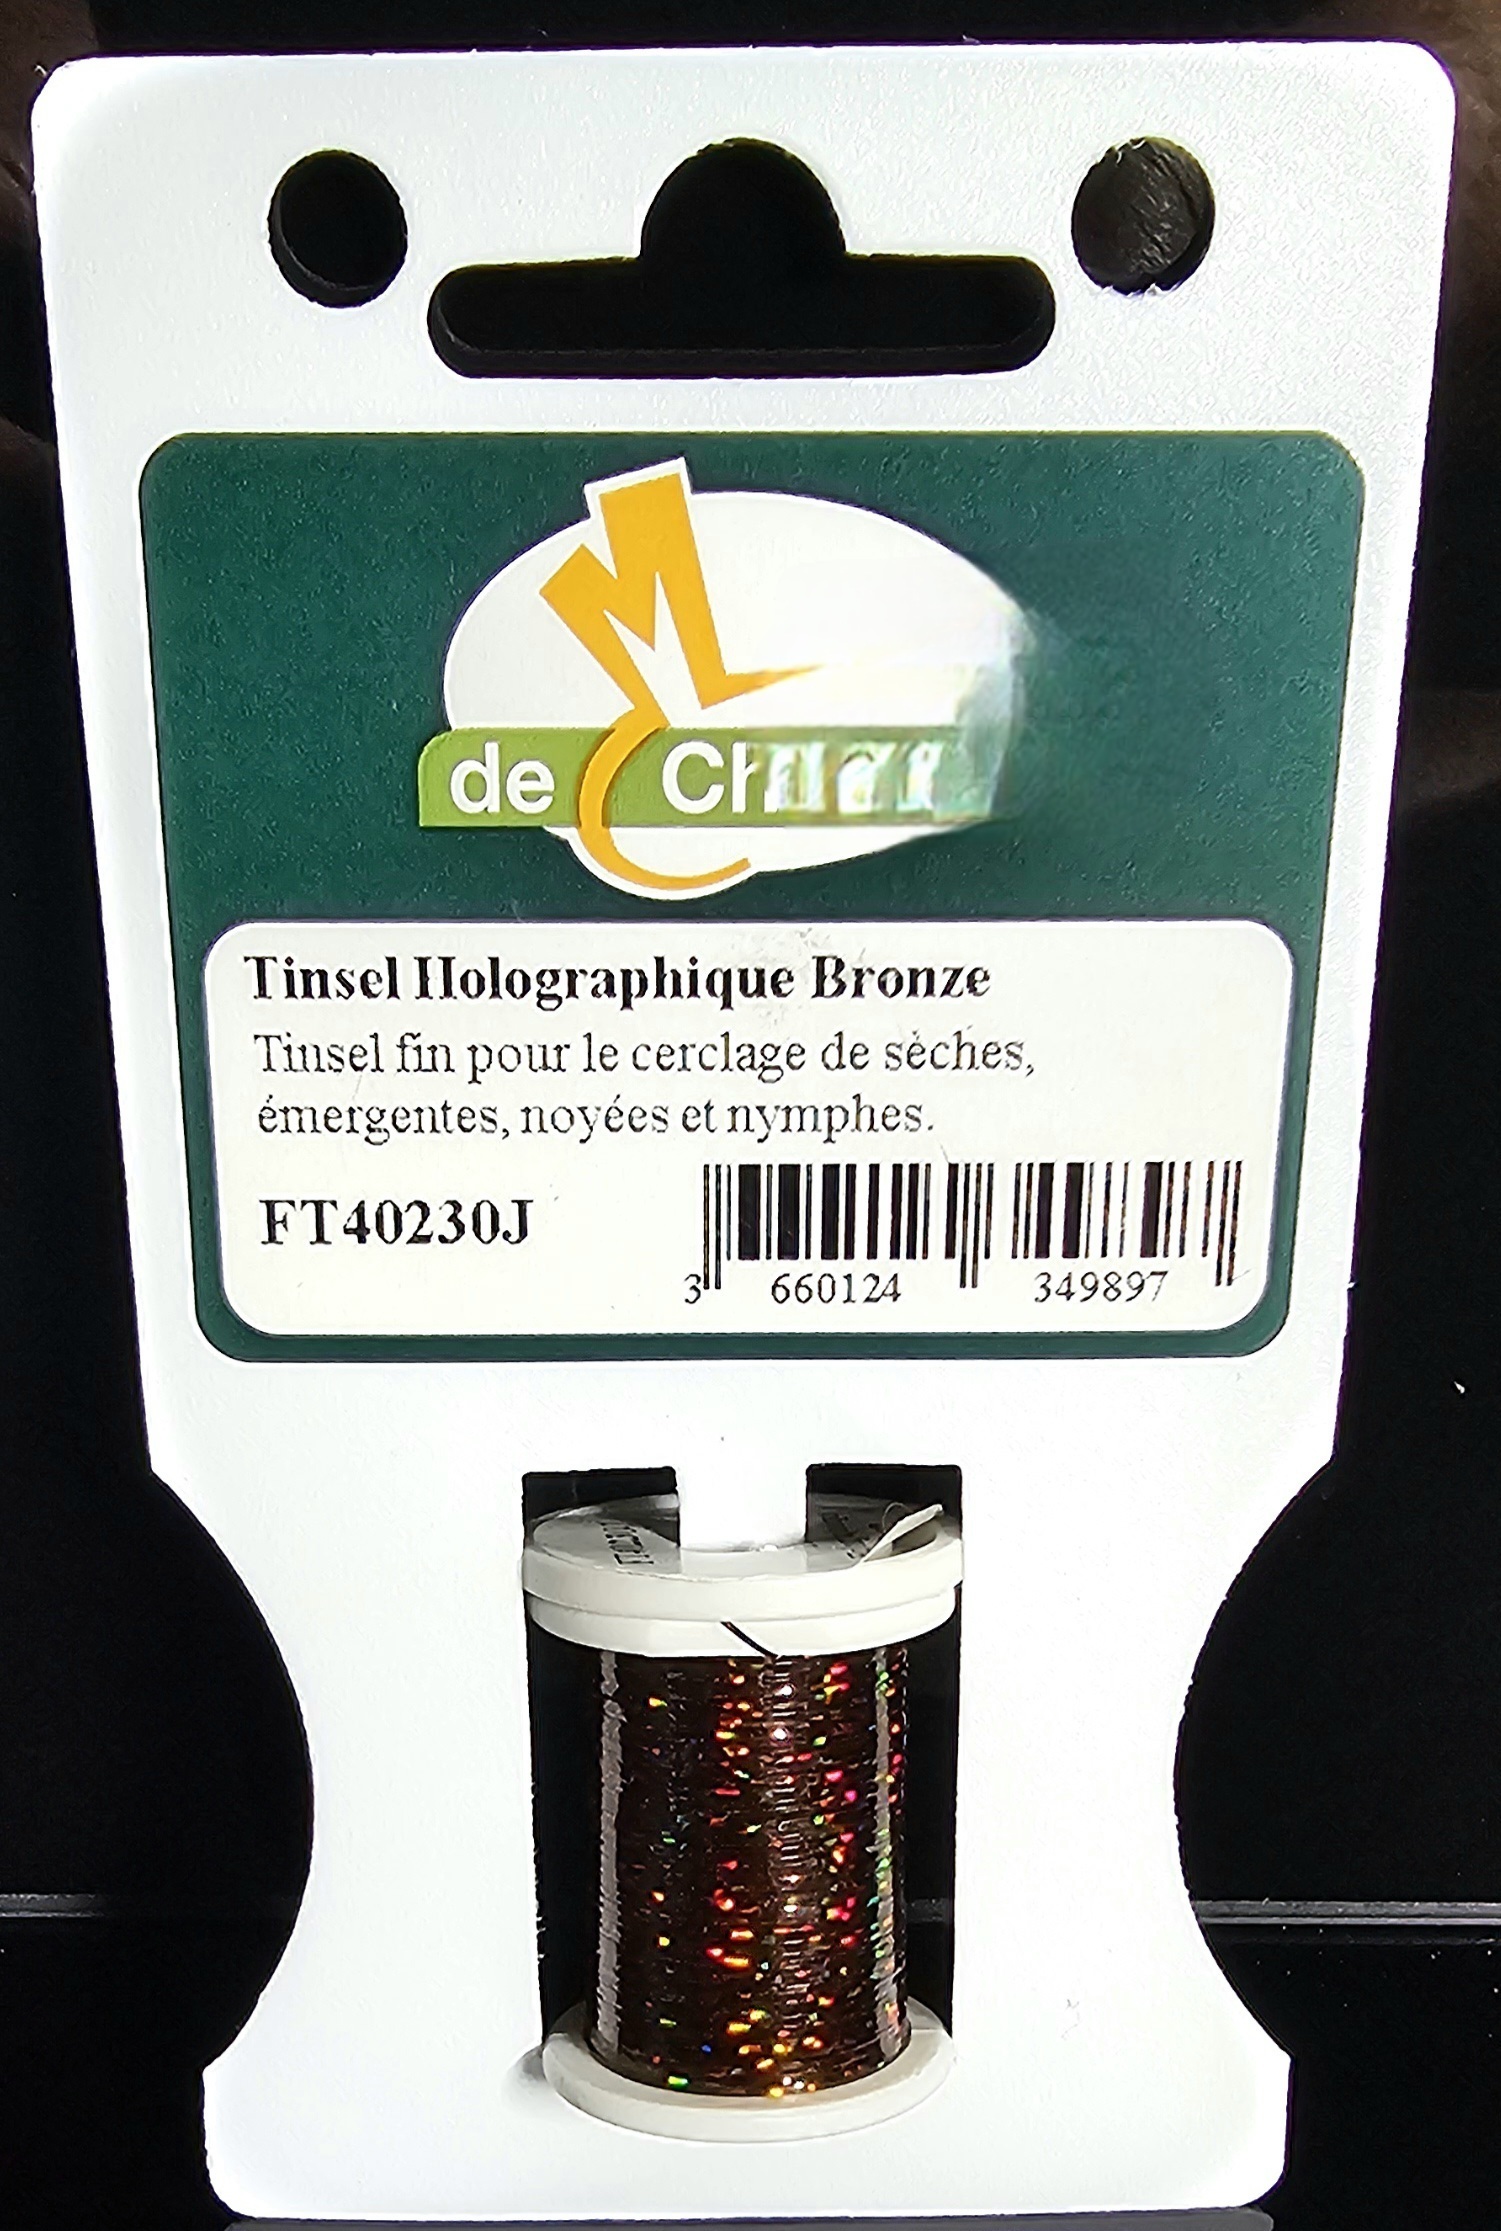 de
Tinsel Holographique Bronze
Tinsel fin pour le cerclage de sèches,
émergentes, noyées et nymphes.
FT40230J
3 660124 349897